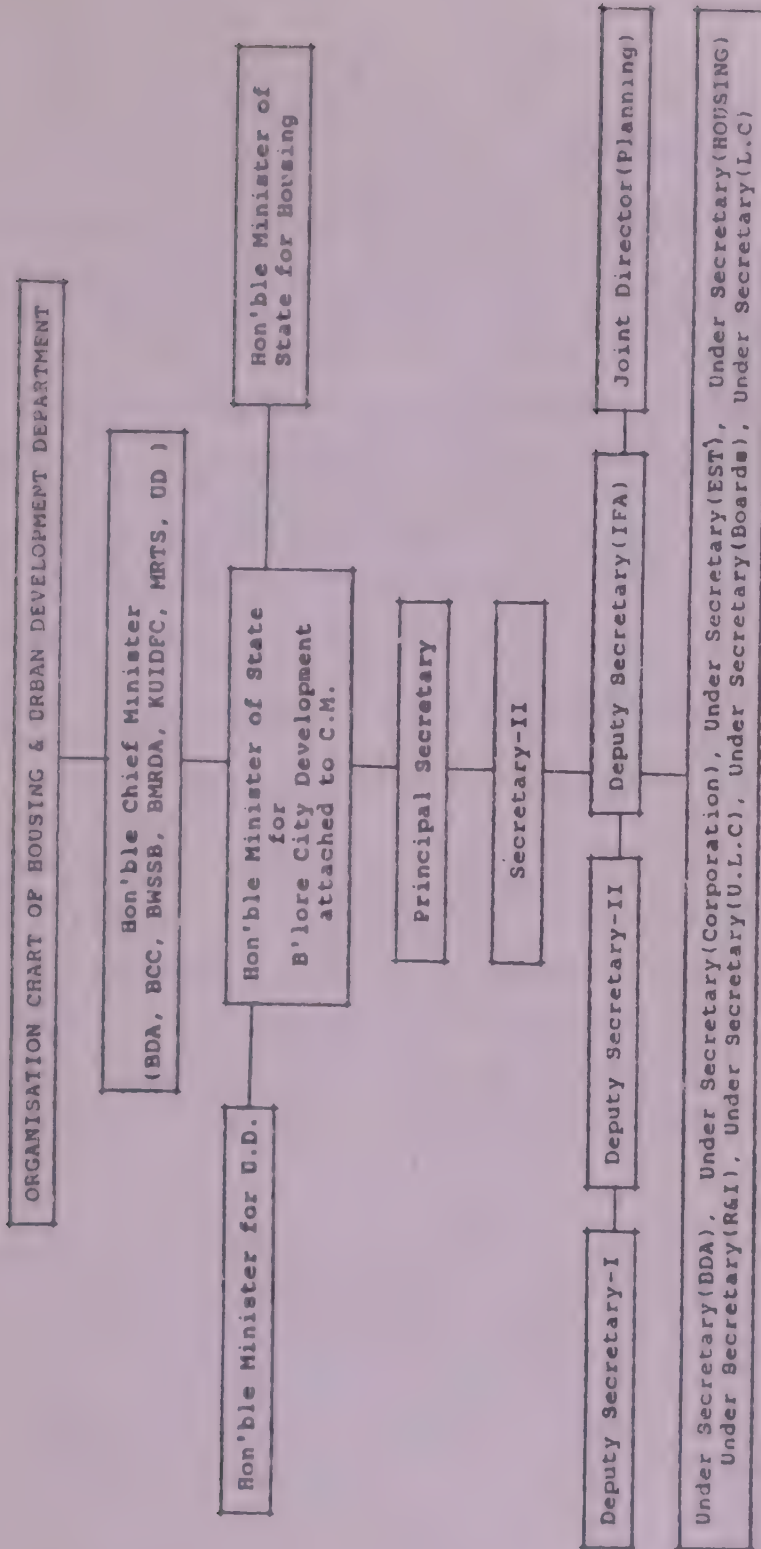 ORGANISATION CHART OF HOUSING & URBAN DEVELOPMENT DEPARTMENT
Hon'ble Chief Minister
(BDA, BCC, BWSSB, BMRDA, KUIDFC, MRTS, UD )
Hon'ble Minister for U.D.
Hon'ble Minister of State
for
B'lore City Development
attached to C.M.
Hon'ble Minister of
State for Housing
Principal Secretary
Secretary-II
Deputy Secretary-I
Deputy Secretary-II
Deputy Secretary(IFA)
Joint Director(Planning)
Under Secretary(BDA), Under Secretary(Corporation), Under Secretary(EST), Under Secretary(HOUSING)
Under Secretary(R&I), Under Secretary(U.L.C), Under Secretary(Boards), Under Secretary(L.C)